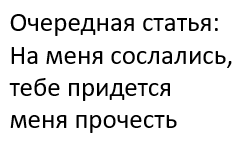 Очередная статья:
На меня сослались,
тебе придется
меня прочесть